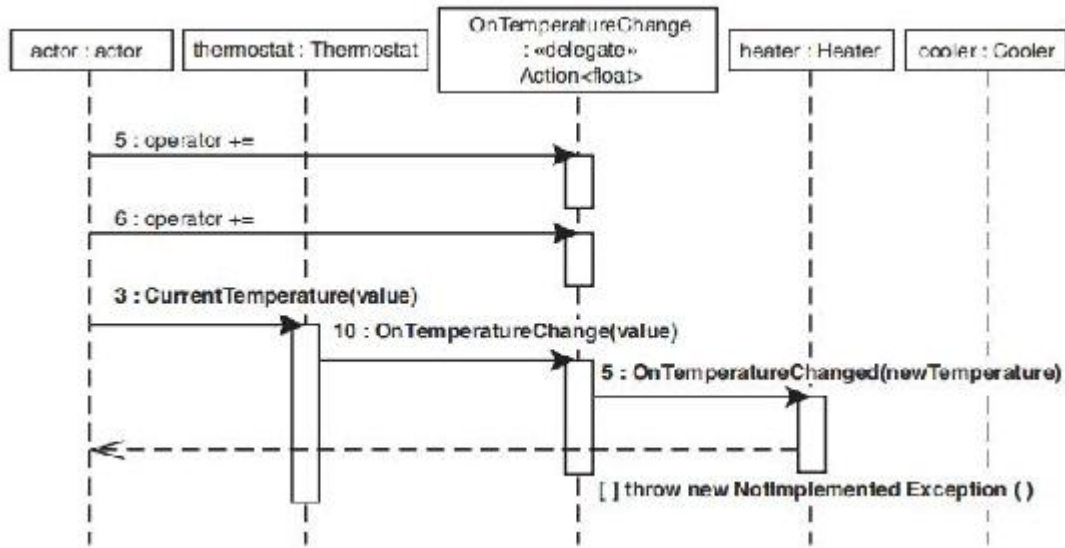 actor : actor
thermostat : Thermostat
OnTemperatureChange
: «delegate»
Action<float>
heater : Heater
cooler : Cooler
5 : operator +=
6 : operator +=
3 : CurrentTemperature(value)
10 : OnTemperatureChange(value)
5 : OnTemperatureChanged(newTemperature)
[ ] throw new NotImplemented Exception ( )